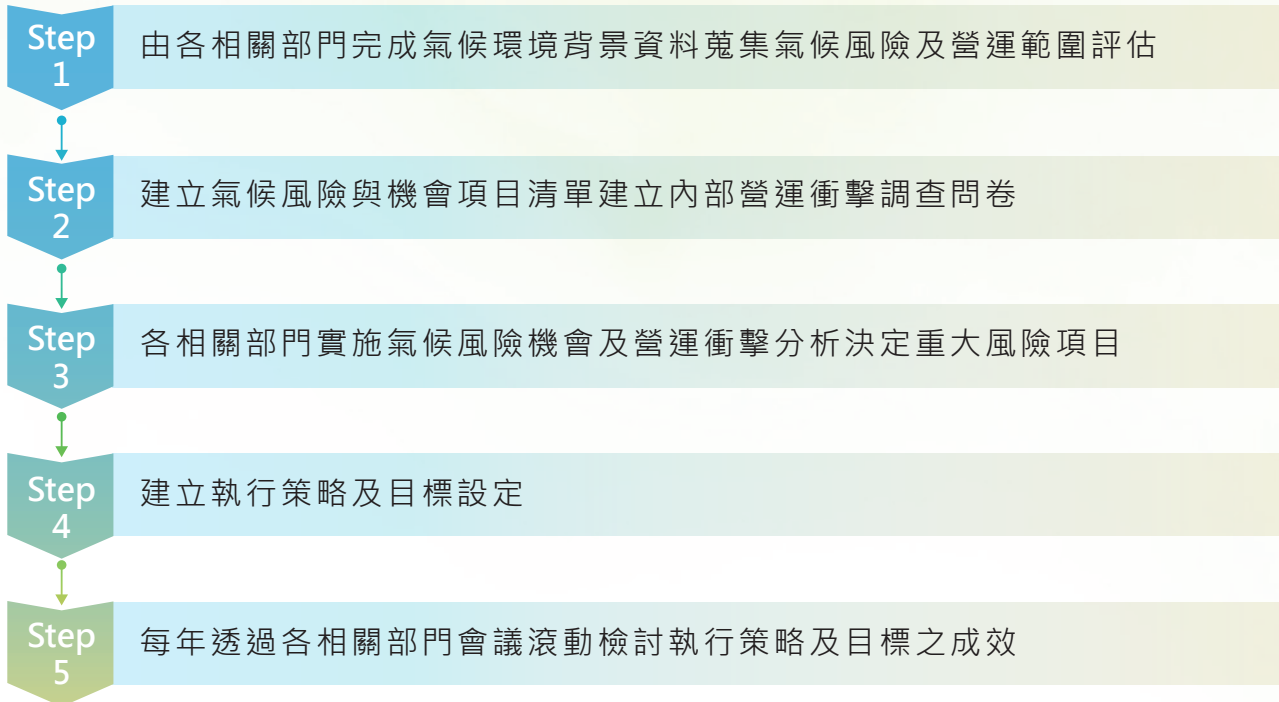 Step
1
由各相關部門完成氣候環境背景資料蒐集氣候風險及營運範圍評估
Step
2
建立氣候風險與機會項目清單建立內部營運衝擊調查問卷
Step
3
各相關部門實施氣候風險機會及營運衝擊分析決定重大風險項目
Step
4
建立執行策略及目標設定
Step
5
每年透過各相關部門會議滾動檢討執行策略及目標之成效